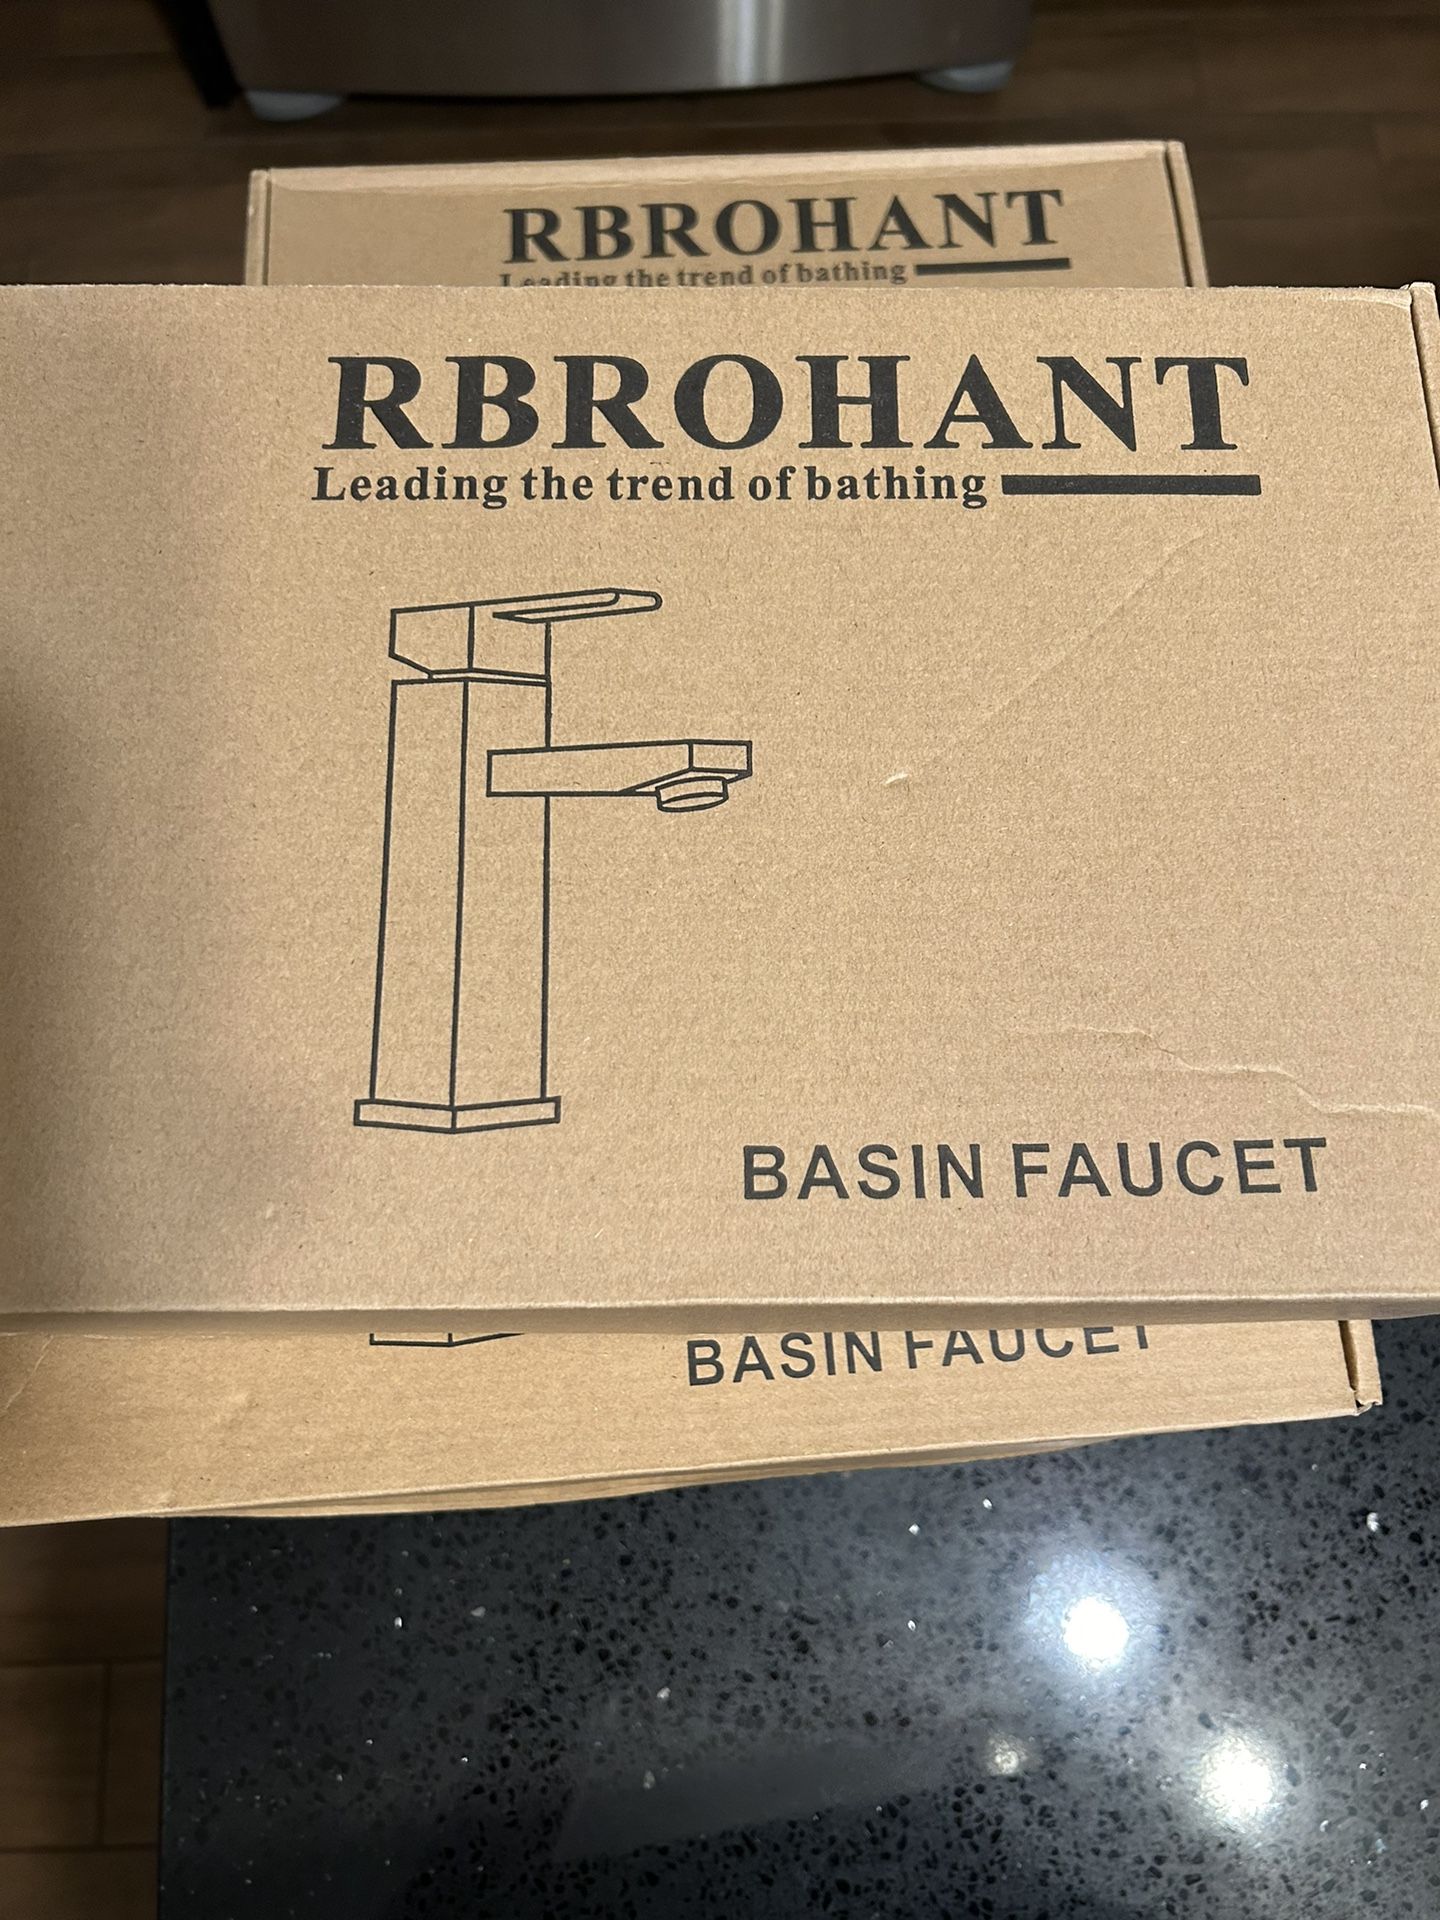 RBROHANT
Leading the trend of bathing
RBROHANT
Leading the trend of bathing
BASIN FAUCET
BASIN FAUCET